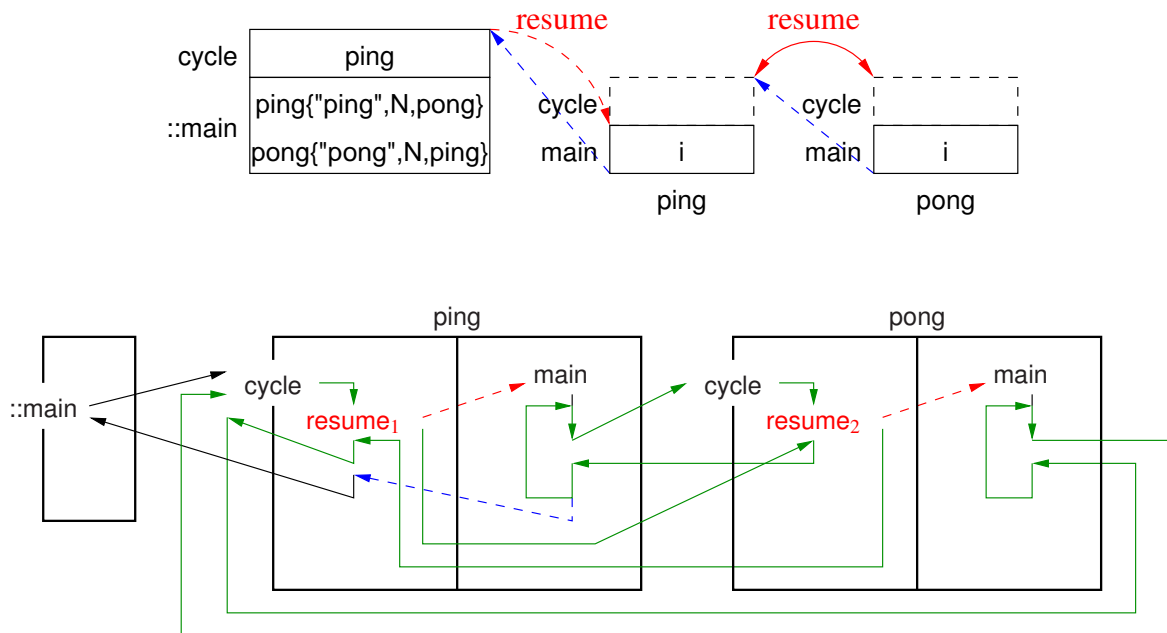 resume
resume
cycle
ping
ping{"ping",N,pong}
cycle
cycle
::main
pong{"pong",N,ping}
main
i
main
i
ping
pong
ping
pong
::main
cycle
resume1
main
cycle
resume2
main